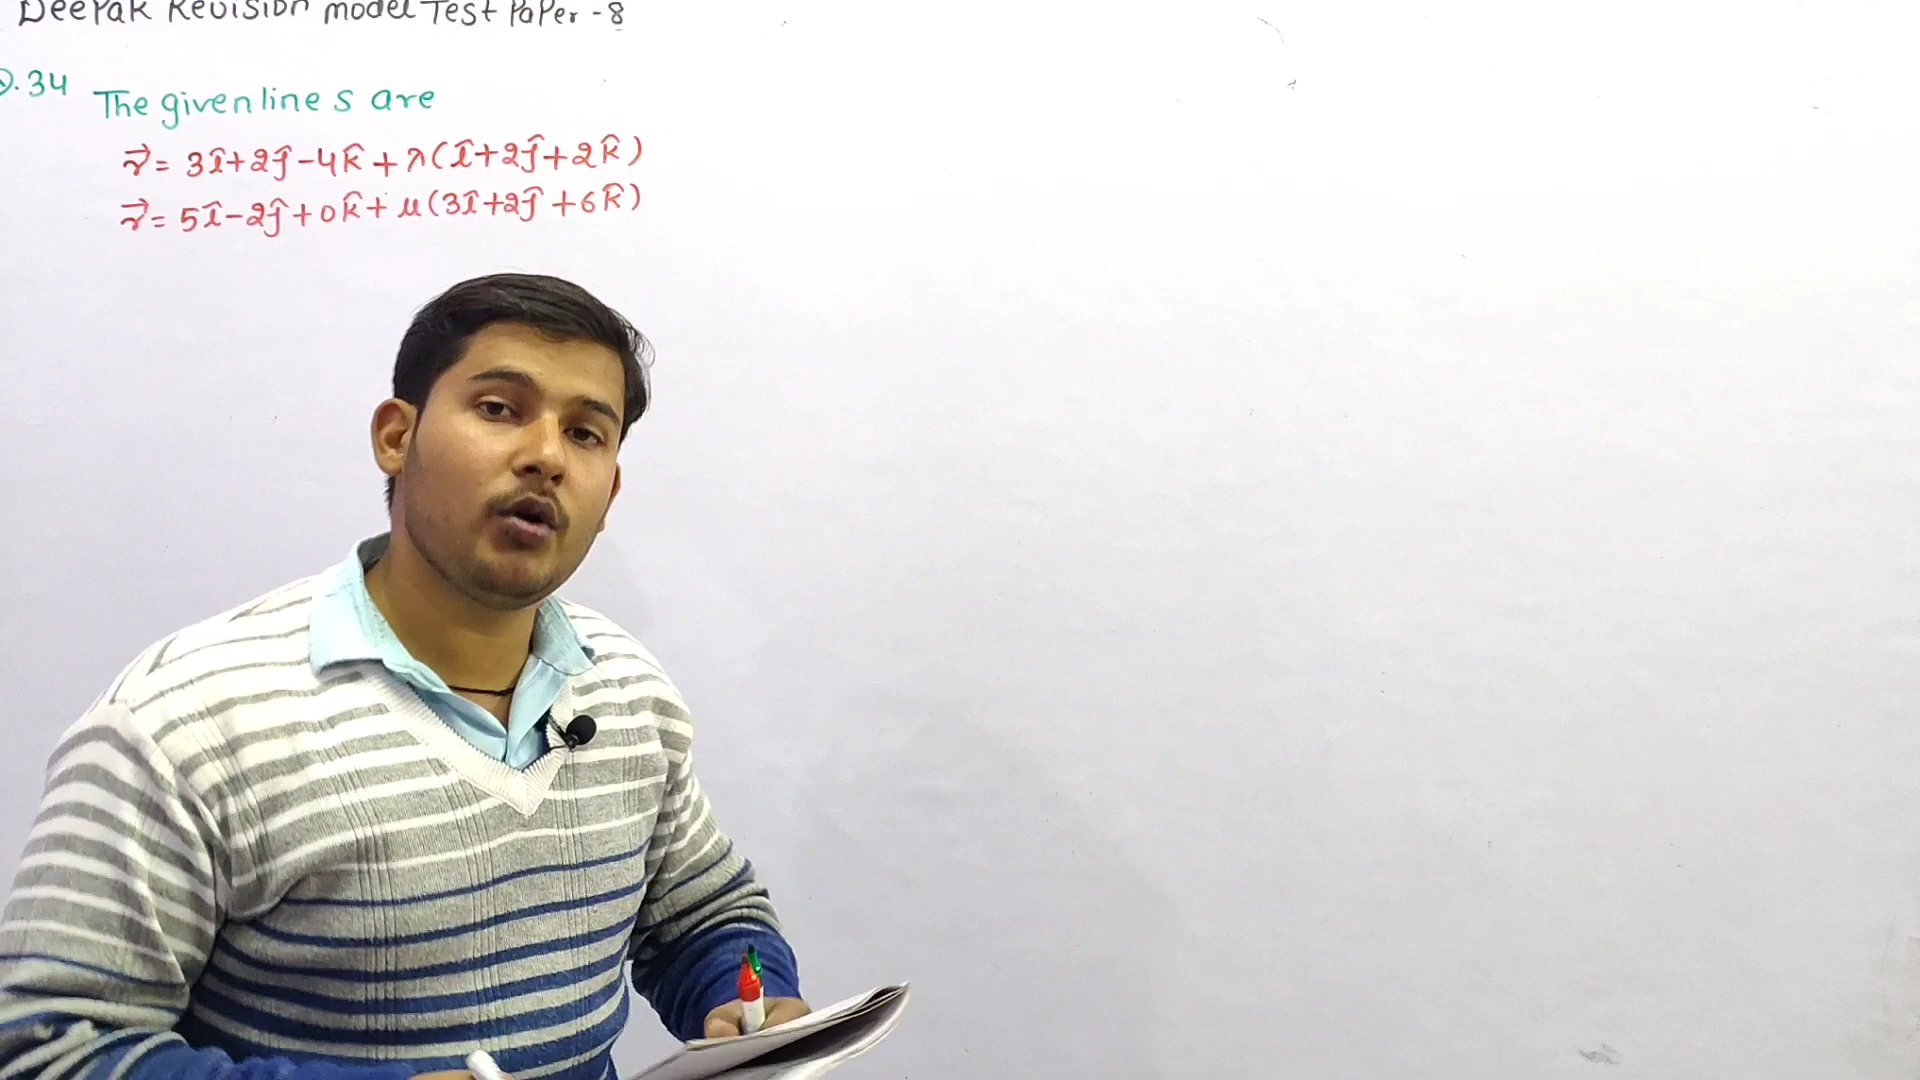 Deepak Revision model Test Paper - 8
Q.34 The given lines are
r⃗ = 3î+2ĵ-4k̂ + λ(î+2ĵ+2k̂)
r⃗ = 5î-2ĵ+0k̂+ μ(3î+2ĵ+6k̂)